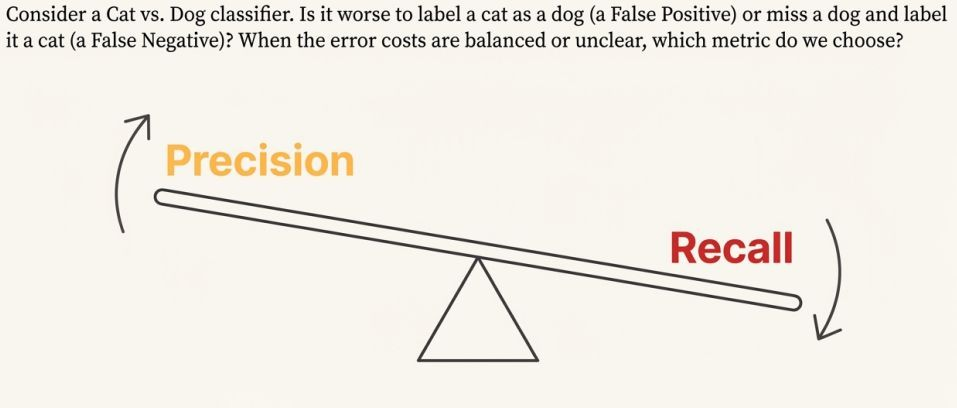 Consider a Cat vs. Dog classifier. Is it worse to label a cat as a dog (a False Positive) or miss a dog and label
it a cat (a False Negative)? When the error costs are balanced or unclear, which metric do we choose?
Precision
Recall